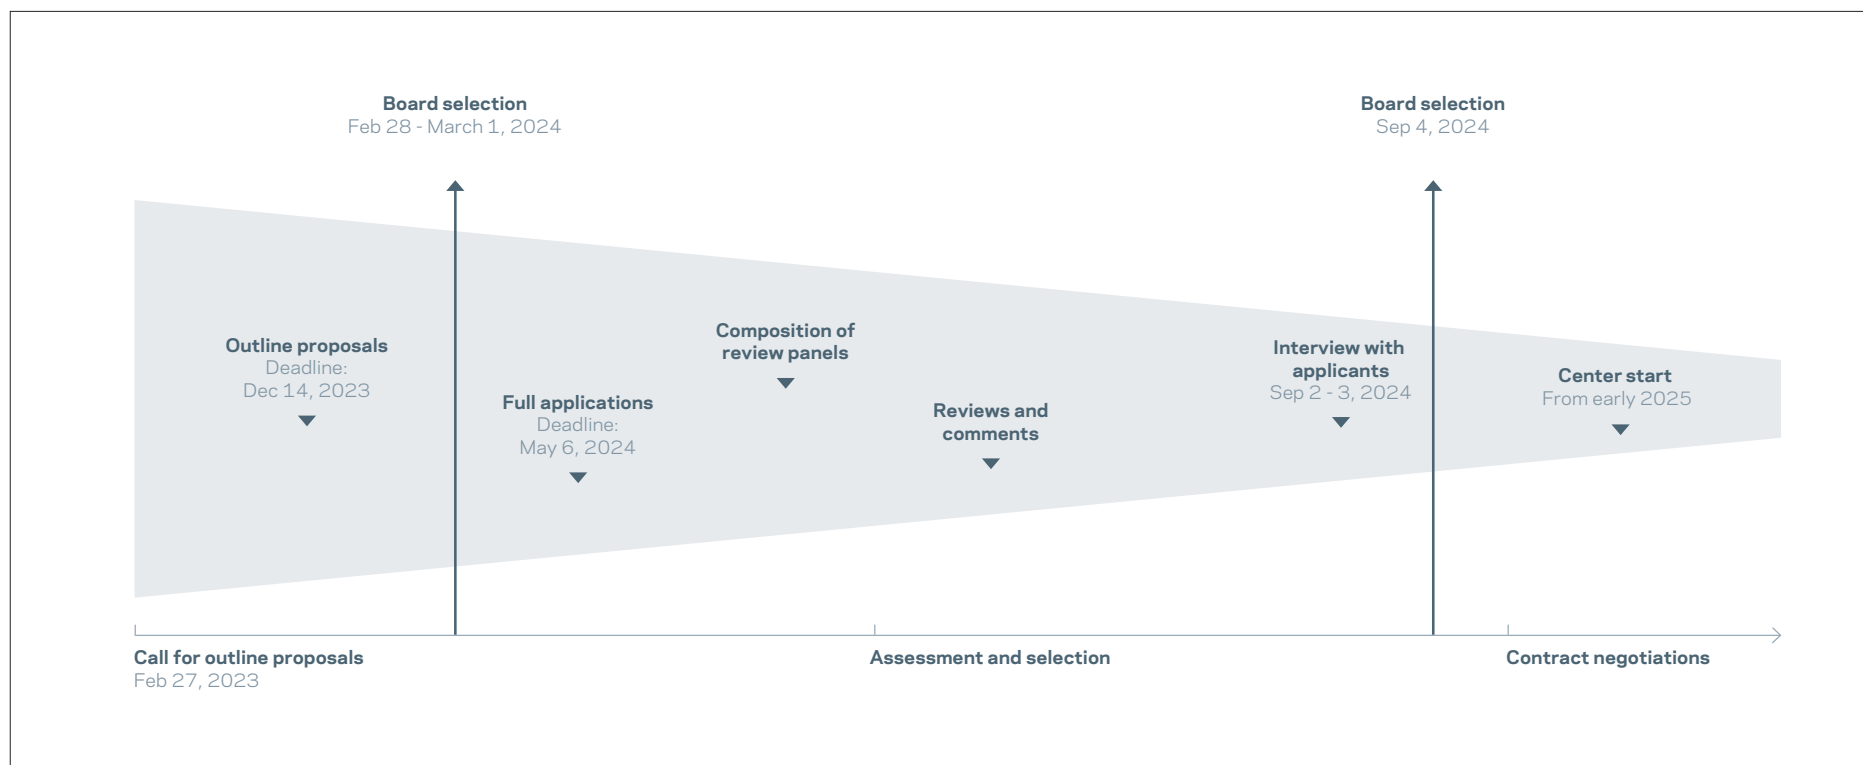 Board selection
Feb 28 - March 1, 2024
Board selection
Sep 4, 2024
Outline proposals
Deadline:
Dec 14, 2023
Full applications
Deadline:
May 6, 2024
Composition of
review panels
Reviews and
comments
Interview with
applicants
Sep 2 - 3, 2024
Center start
From early 2025
Call for outline proposals
Feb 27, 2023
Assessment and selection
Contract negotiations